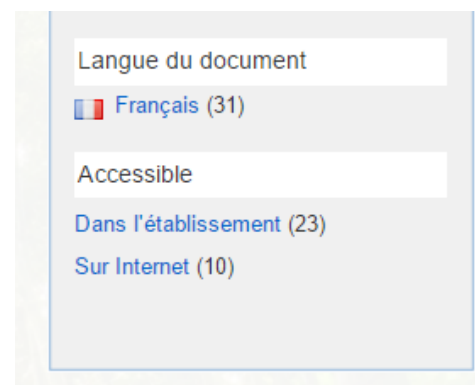 Langue du document
Français (31)
Accessible
Dans l'établissement (23)
Sur Internet (10)